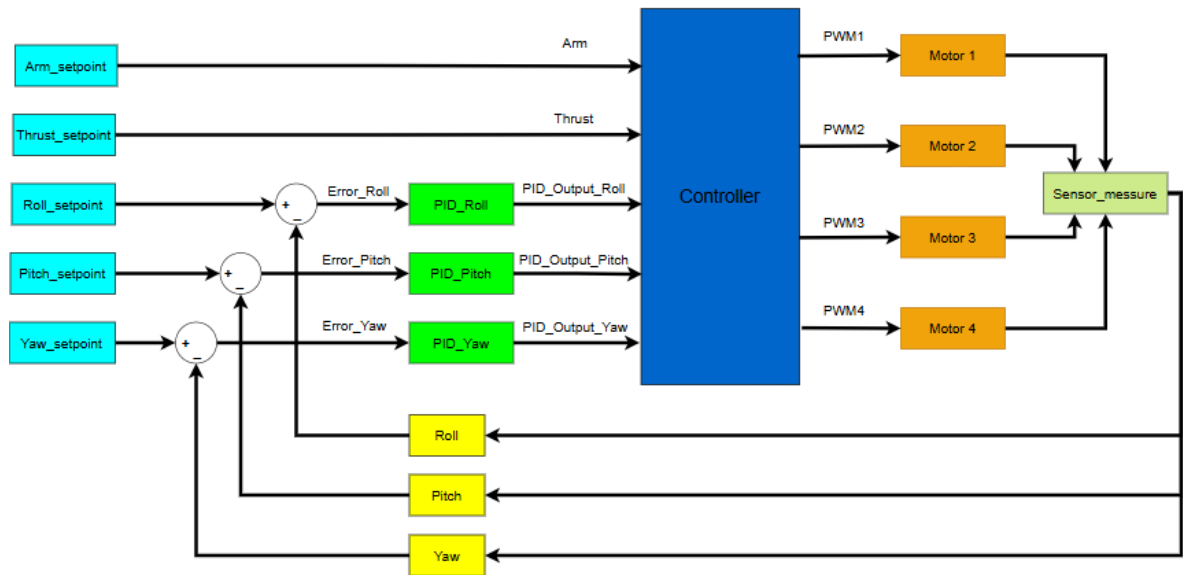 Arm_setpoint
Arm
PWM1
Motor 1
Thrust_setpoint
Thrust
PWM2
Motor 2
Roll_setpoint
+
_
Error_Roll
PID_Roll
PID_Output_Roll
Controller
Sensor_messure
PWM3
Motor 3
Pitch_setpoint
+
_
Error_Pitch
PID_Pitch
PID_Output_Pitch
Yaw_setpoint
+
_
Error_Yaw
PID_Yaw
PID_Output_Yaw
PWM4
Motor 4
Roll
Pitch
Yaw